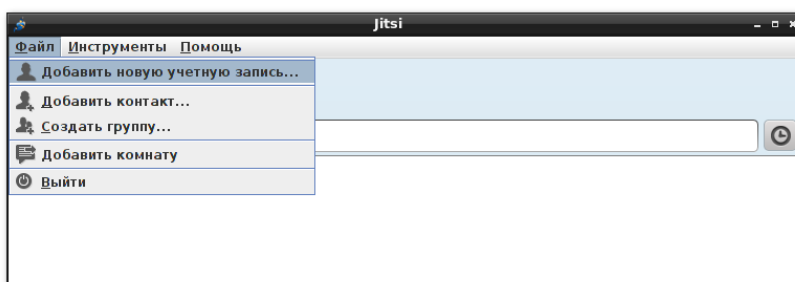 Jitsi
Файл Инструменты Помощь
Добавить новую учетную запись...
Добавить контакт...
Создать группу...
Добавить комнату
Выйти